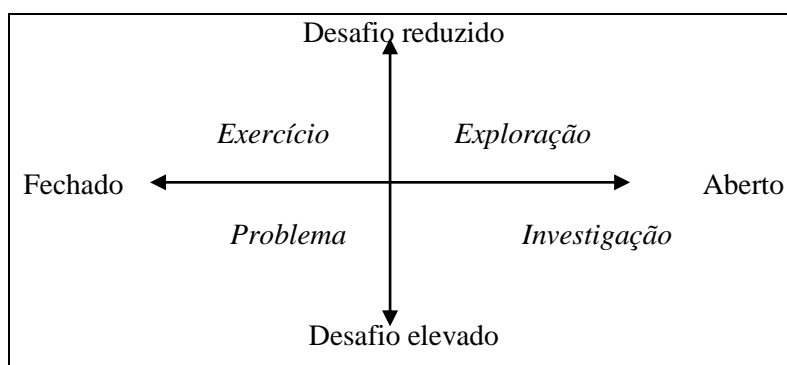 Desafio reduzido
Exercício Exploração
Fechado Aberto
Problema Investigação
Desafio elevado